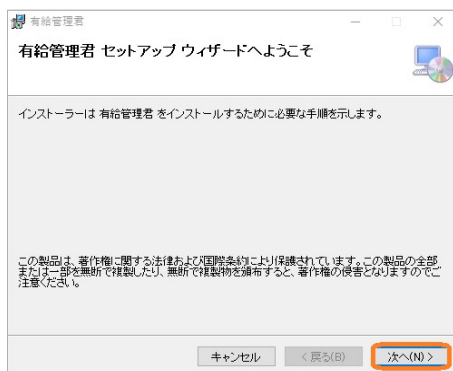 有給管理君
有給管理君 セットアップ ウィザードへようこそ
インストーラーは 有給管理君 をインストールするために必要な手順を示します。
この製品は、著作権に関する法律および国際条約により保護されています。この製品の全部
または一部を無断で複製したり、無断で複製物を頒布すると、著作権の侵害となりますのでご
注意ください。
キャンセル < 戻る(B) 次へ(N) >